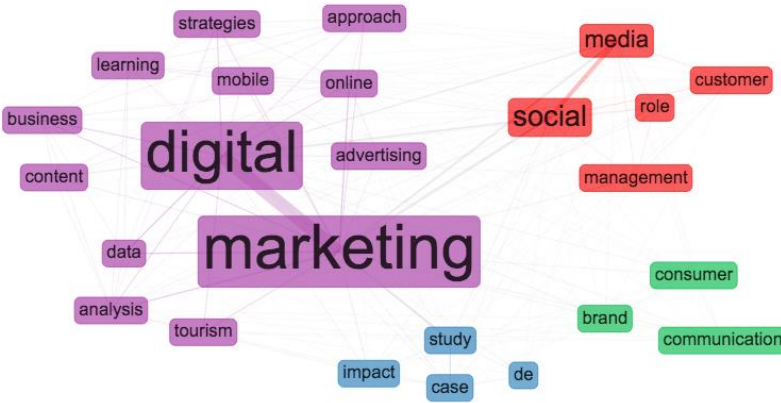 strategies
approach
media
learning
mobile
online
customer
business
social
role
digital
advertising
content
management
marketing
data
consumer
analysis
brand
tourism
study
communication
impact
case
de